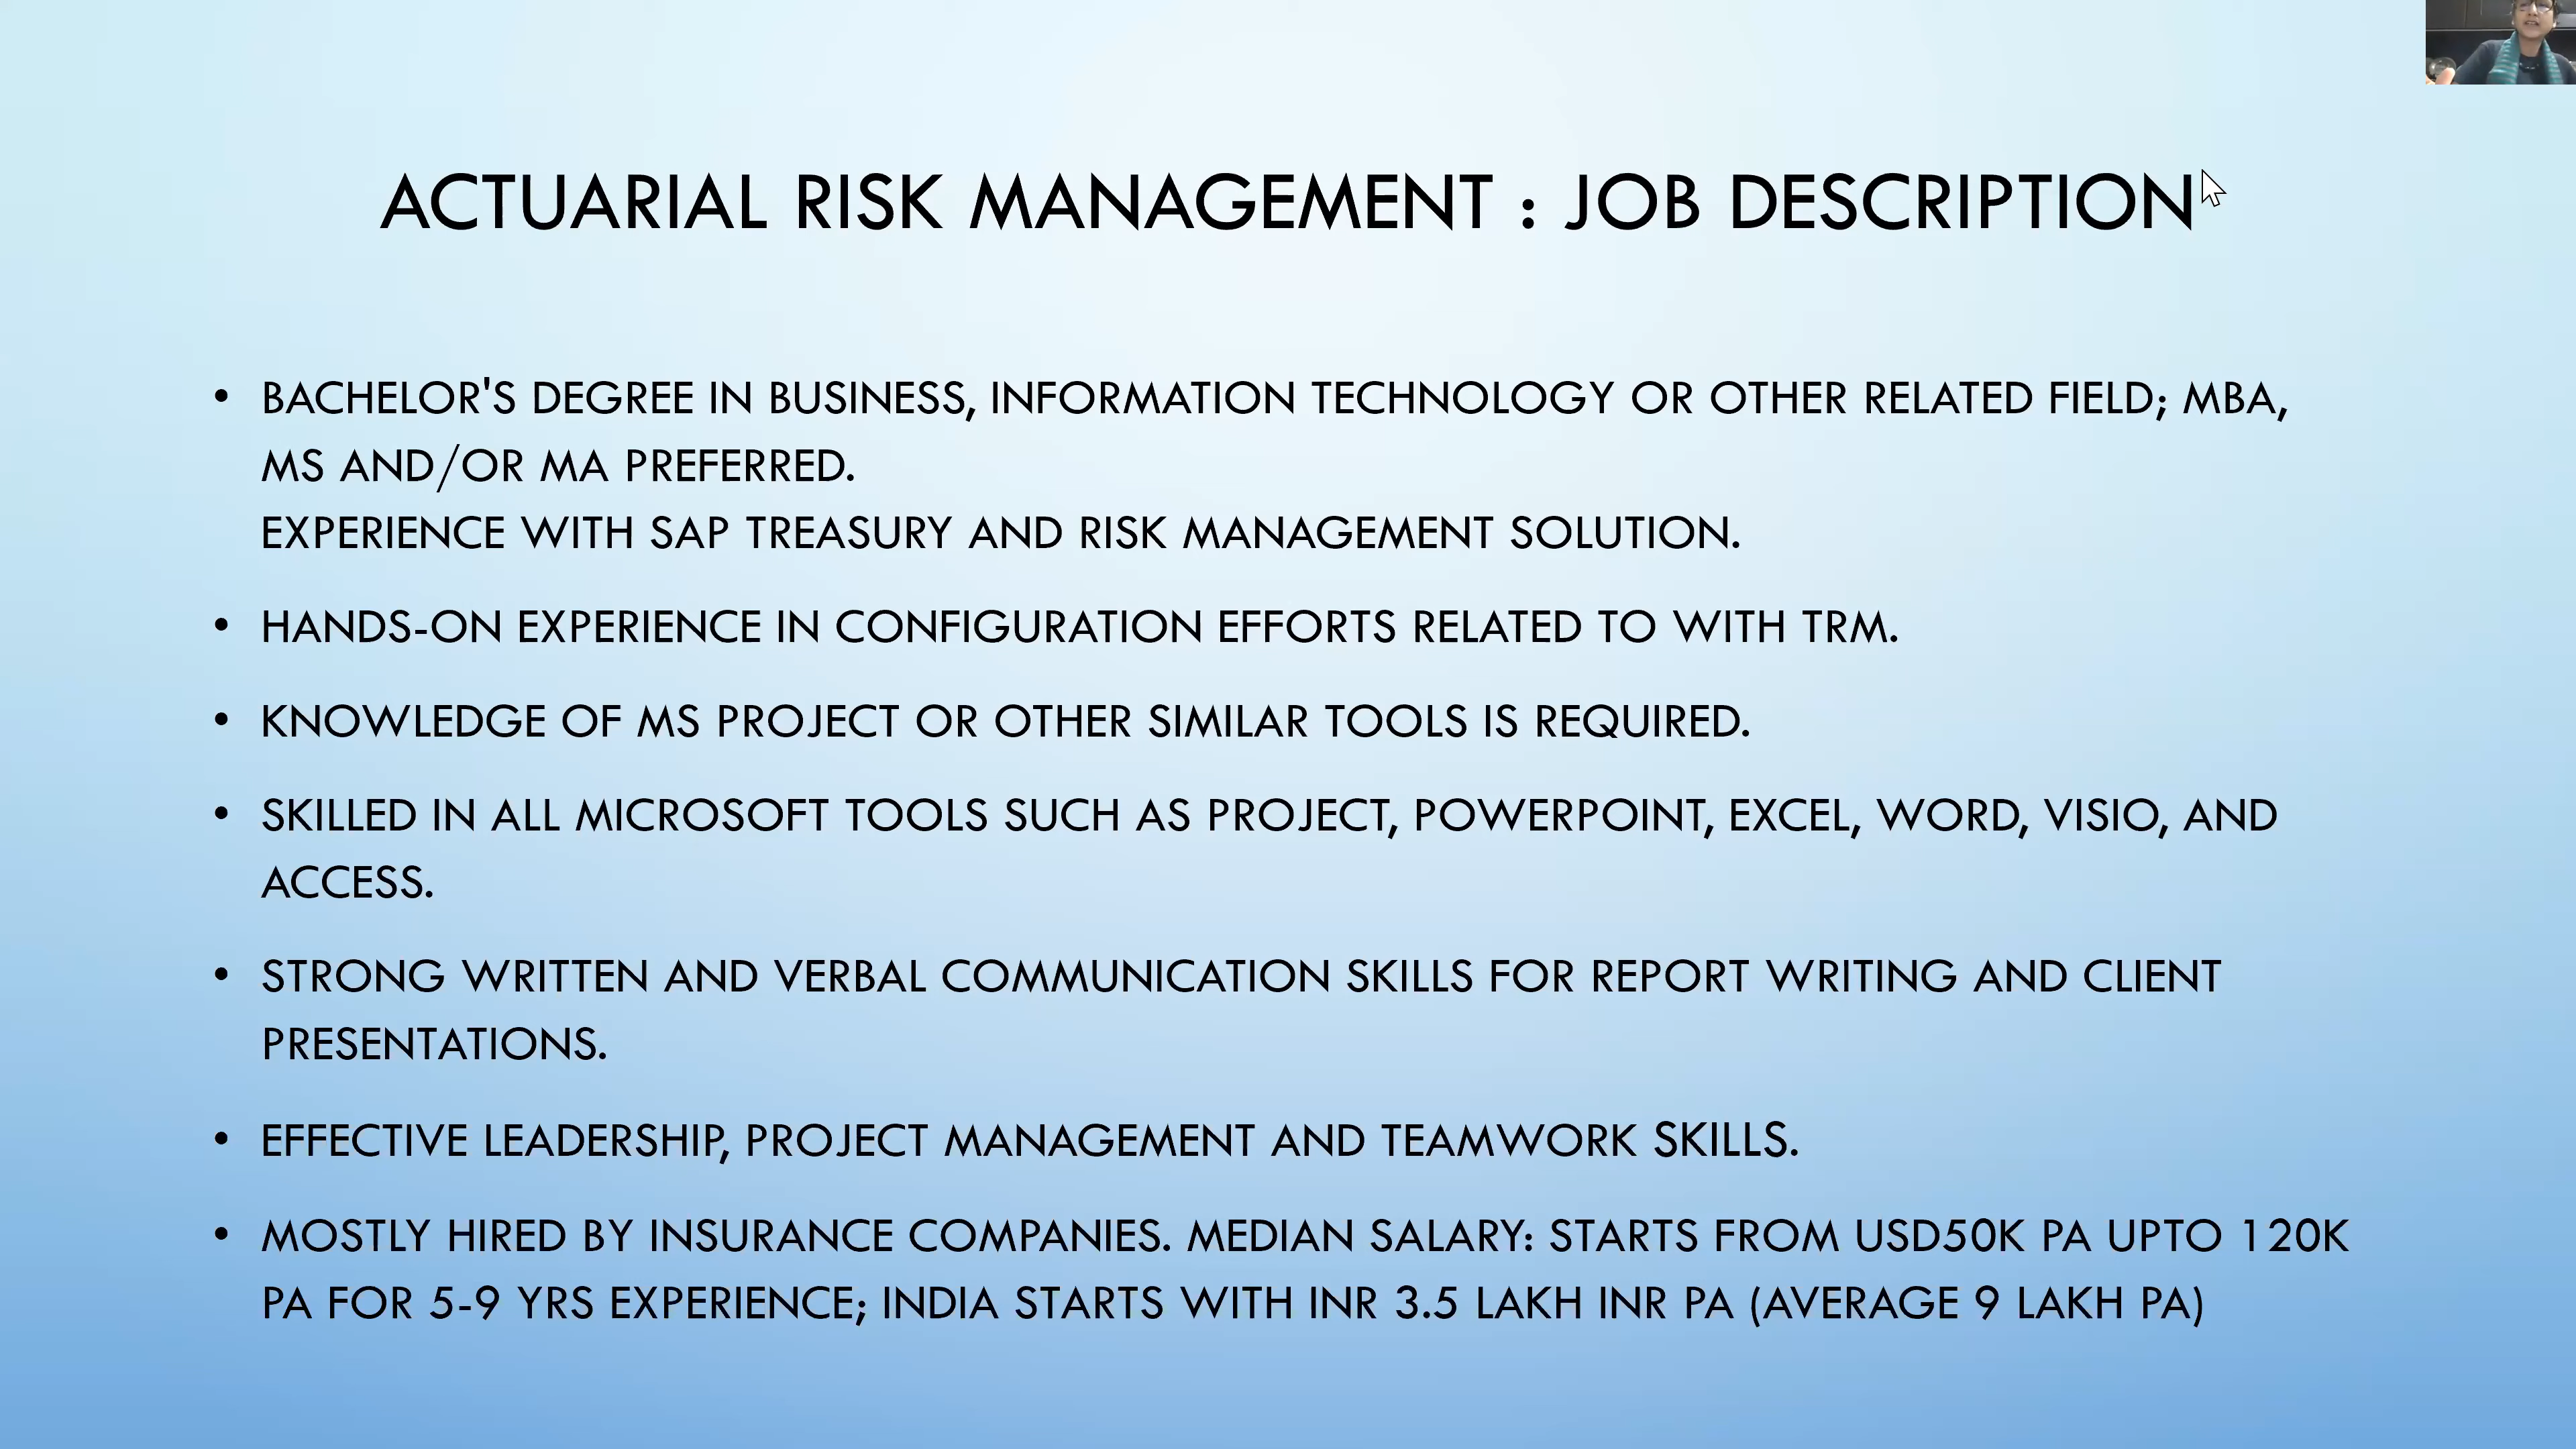 ACTUARIAL RISK MANAGEMENT : JOB DESCRIPTION
• BACHELOR'S DEGREE IN BUSINESS, INFORMATION TECHNOLOGY OR OTHER RELATED FIELD; MBA,
MS AND/OR MA PREFERRED.
EXPERIENCE WITH SAP TREASURY AND RISK MANAGEMENT SOLUTION.
• HANDS-ON EXPERIENCE IN CONFIGURATION EFFORTS RELATED TO WITH TRM.
• KNOWLEDGE OF MS PROJECT OR OTHER SIMILAR TOOLS IS REQUIRED.
• SKILLED IN ALL MICROSOFT TOOLS SUCH AS PROJECT, POWERPOINT, EXCEL, WORD, VISIO, AND
ACCESS.
• STRONG WRITTEN AND VERBAL COMMUNICATION SKILLS FOR REPORT WRITING AND CLIENT
PRESENTATIONS.
• EFFECTIVE LEADERSHIP, PROJECT MANAGEMENT AND TEAMWORK SKILLS.
• MOSTLY HIRED BY INSURANCE COMPANIES. MEDIAN SALARY: STARTS FROM USD50K PA UPTO 120K
PA FOR 5-9 YRS EXPERIENCE; INDIA STARTS WITH INR 3.5 LAKH INR PA (AVERAGE 9 LAKH PA)